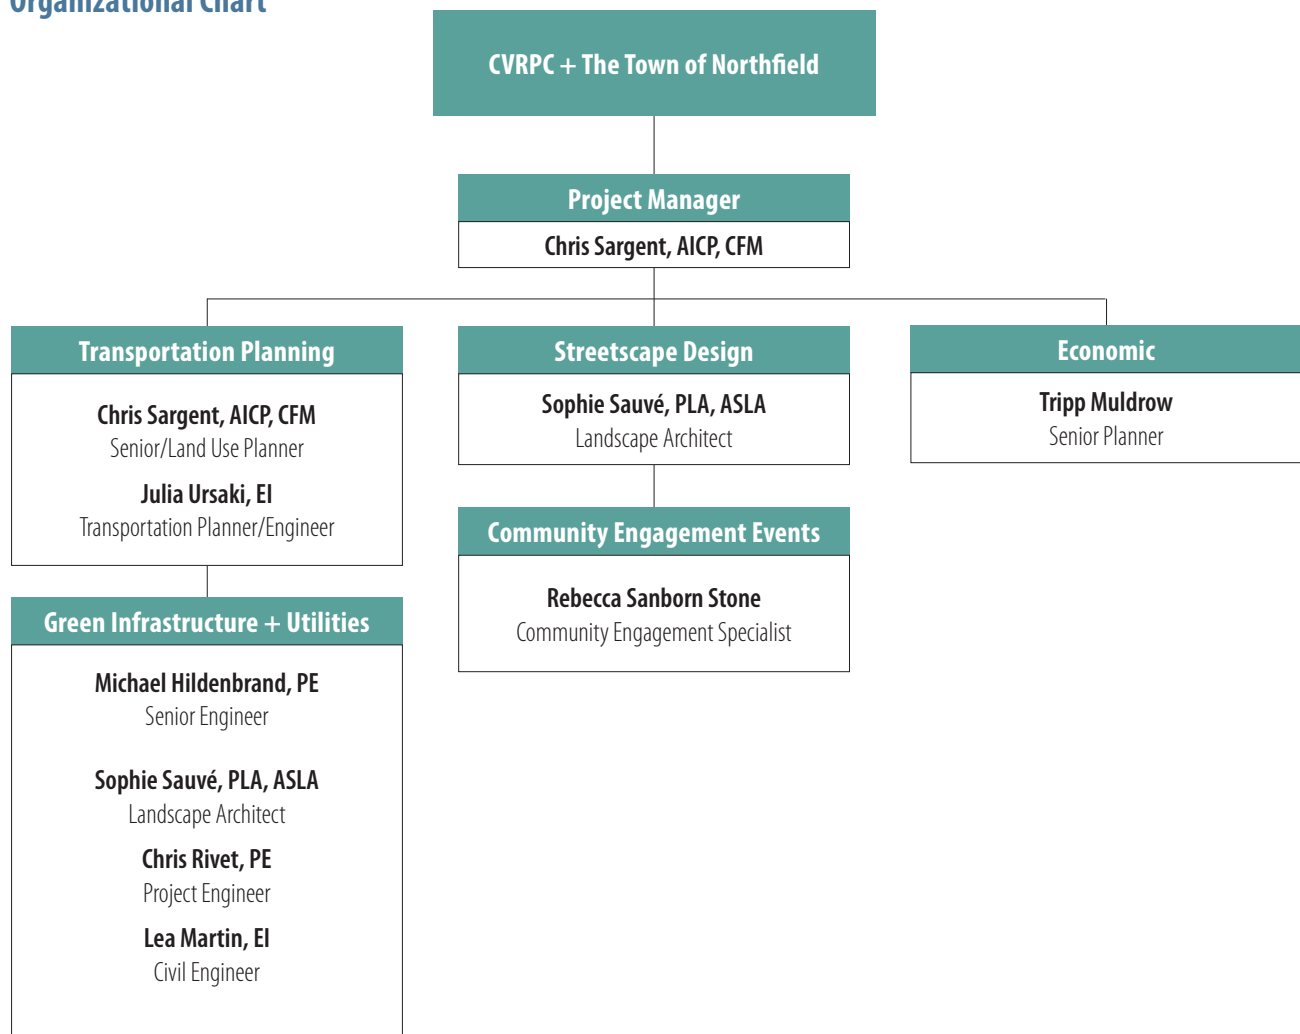 Organizational Chart
CVRPC + The Town of Northfield
Project Manager
Chris Sargent, AICP, CFM
Transportation Planning
Chris Sargent, AICP, CFM
Senior/Land Use Planner
Julia Ursaki, EI
Transportation Planner/Engineer
Green Infrastructure + Utilities
Michael Hildenbrand, PE
Senior Engineer
Sophie Sauvé, PLA, ASLA
Landscape Architect
Chris Rivet, PE
Project Engineer
Lea Martin, EI
Civil Engineer
Streetscape Design
Sophie Sauvé, PLA, ASLA
Landscape Architect
Community Engagement Events
Rebecca Sanborn Stone
Community Engagement Specialist
Economic
Tripp Muldrow
Senior Planner